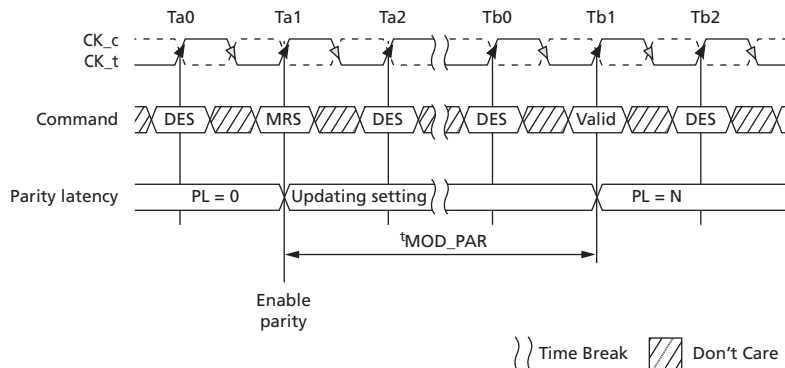 Ta0 Ta1 Ta2 Tb0 Tb1 Tb2
CK_c
CK_t
Command DES MRS DES DES Valid DES
Parity latency PL = 0 Updating setting PL = N
tMOD_PAR
Enable
parity
Time Break Don't Care